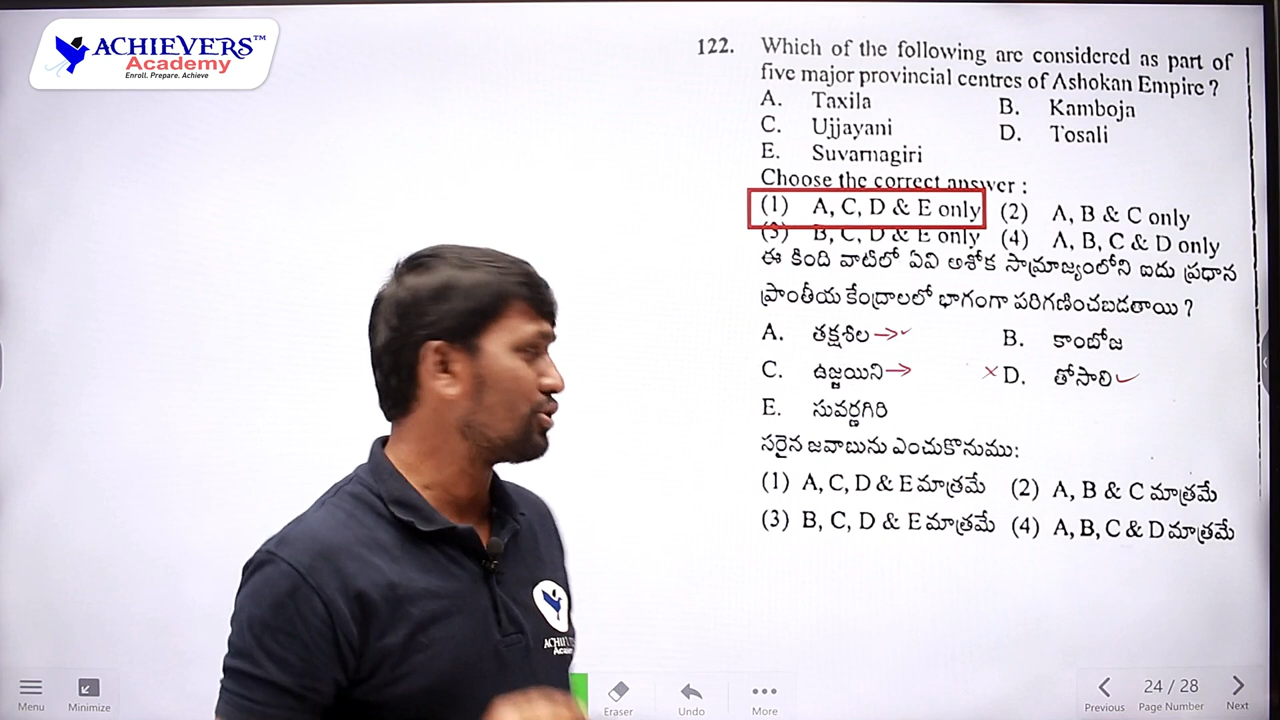 ACHIEVERS™
Academy
Enroll. Prepare. Achieve
122. Which of the following are considered as part of
five major provincial centres of Ashokan Empire ?
A. Taxila B. Kamboja
C. Ujjayani D. Tosali
E. Suvarnagiri
Choose the correct answer :
(1) A, C, D & E only (2) A, B & C only
(3) B, C, D & E only (4) A, B, C & D only
ఈ కింది వాటిలో ఏవి అశోక సామ్రాజ్యంలోని ఐదు ప్రధాన
ప్రాంతీయ కేంద్రాలలో భాగంగా పరిగణించబడతాయి ?
A. తక్షశీల B. కాంబోజ
C. ఉజ్జయిని D. తోసాలి
E. సువర్ణగిరి
సరైన జవాబును ఎంచుకొనుము:
(1) A, C, D & E మాత్రమే (2) A, B & C మాత్రమే
(3) B, C, D & E మాత్రమే (4) A, B, C & D మాత్రమే
ACHIEV
Academy
Menu Minimize Eraser Undo More Previous 24 / 28 Page Number Next